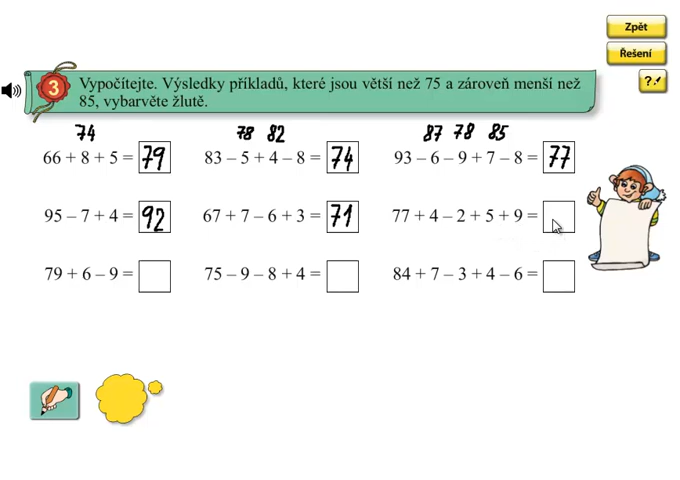 Zpět
Řešení
?
3 Vypočítejte. Výsledky příkladů, které jsou větší než 75 a zároveň menší než
85, vybarvěte žlutě.
74 78 82 87 78 85
66 + 8 + 5 = 79 83 – 5 + 4 – 8 = 74 93 – 6 – 9 + 7 – 8 = 77
95 – 7 + 4 = 92 67 + 7 – 6 + 3 = 71 77 + 4 – 2 + 5 + 9 =
79 + 6 – 9 = 75 – 9 – 8 + 4 = 84 + 7 – 3 + 4 – 6 =